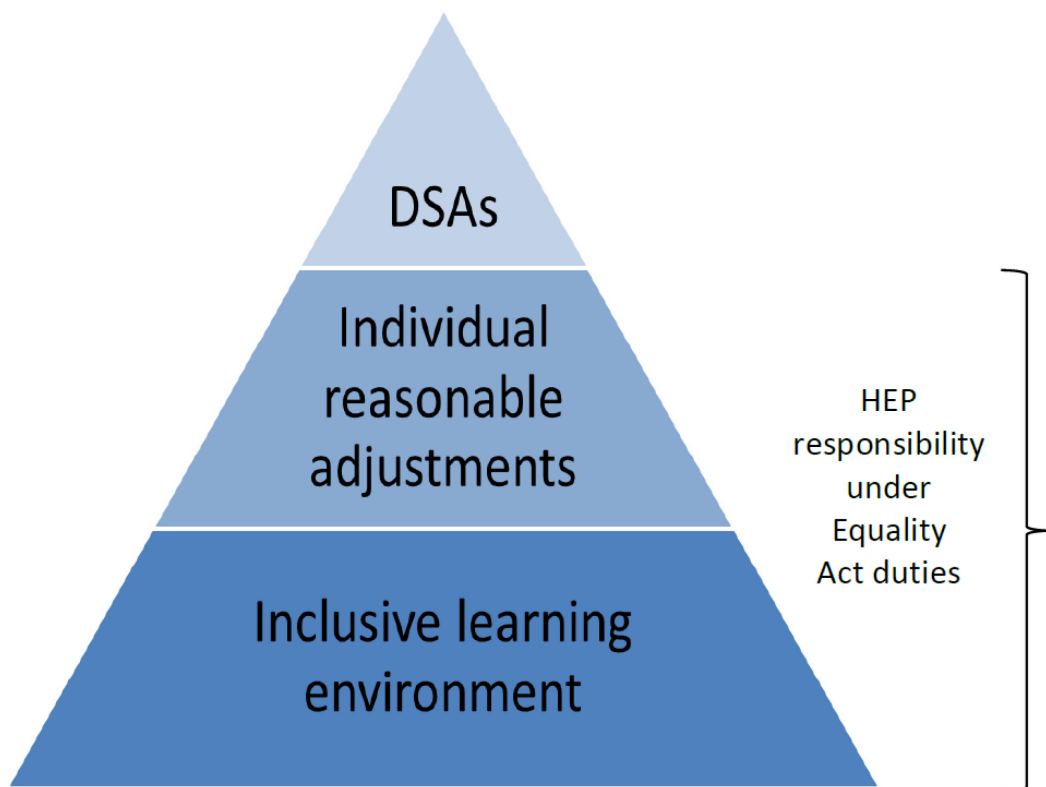 DSAs
Individual
reasonable
adjustments
HEP
responsibility
under
Equality
Act duties
Inclusive learning
environment